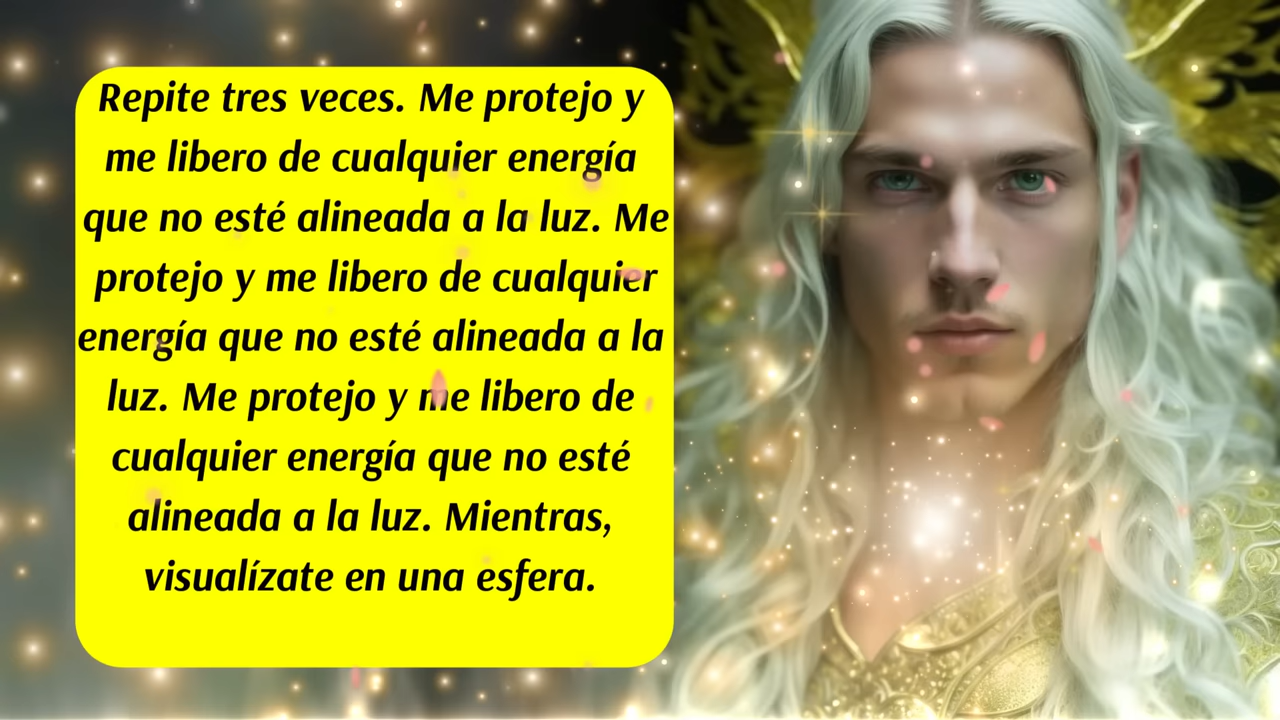 Repite tres veces. Me protejo y
me libero de cualquier energía
que no esté alineada a la luz. Me
protejo y me libero de cualquier
energía que no esté alineada a la
luz. Me protejo y me libero de
cualquier energía que no esté
alineada a la luz. Mientras,
visualízate en una esfera.